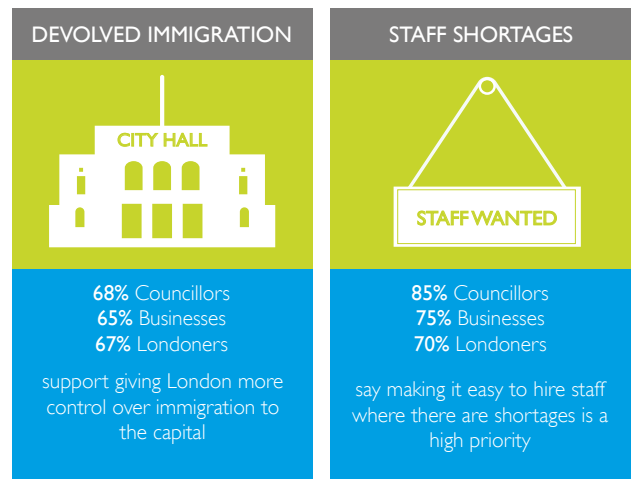 DEVOLVED IMMIGRATION
CITY HALL
68% Councillors
65% Businesses
67% Londoners
support giving London more
control over immigration to
the capital
STAFF SHORTAGES
STAFF WANTED
85% Councillors
75% Businesses
70% Londoners
say making it easy to hire staff
where there are shortages is a
high priority